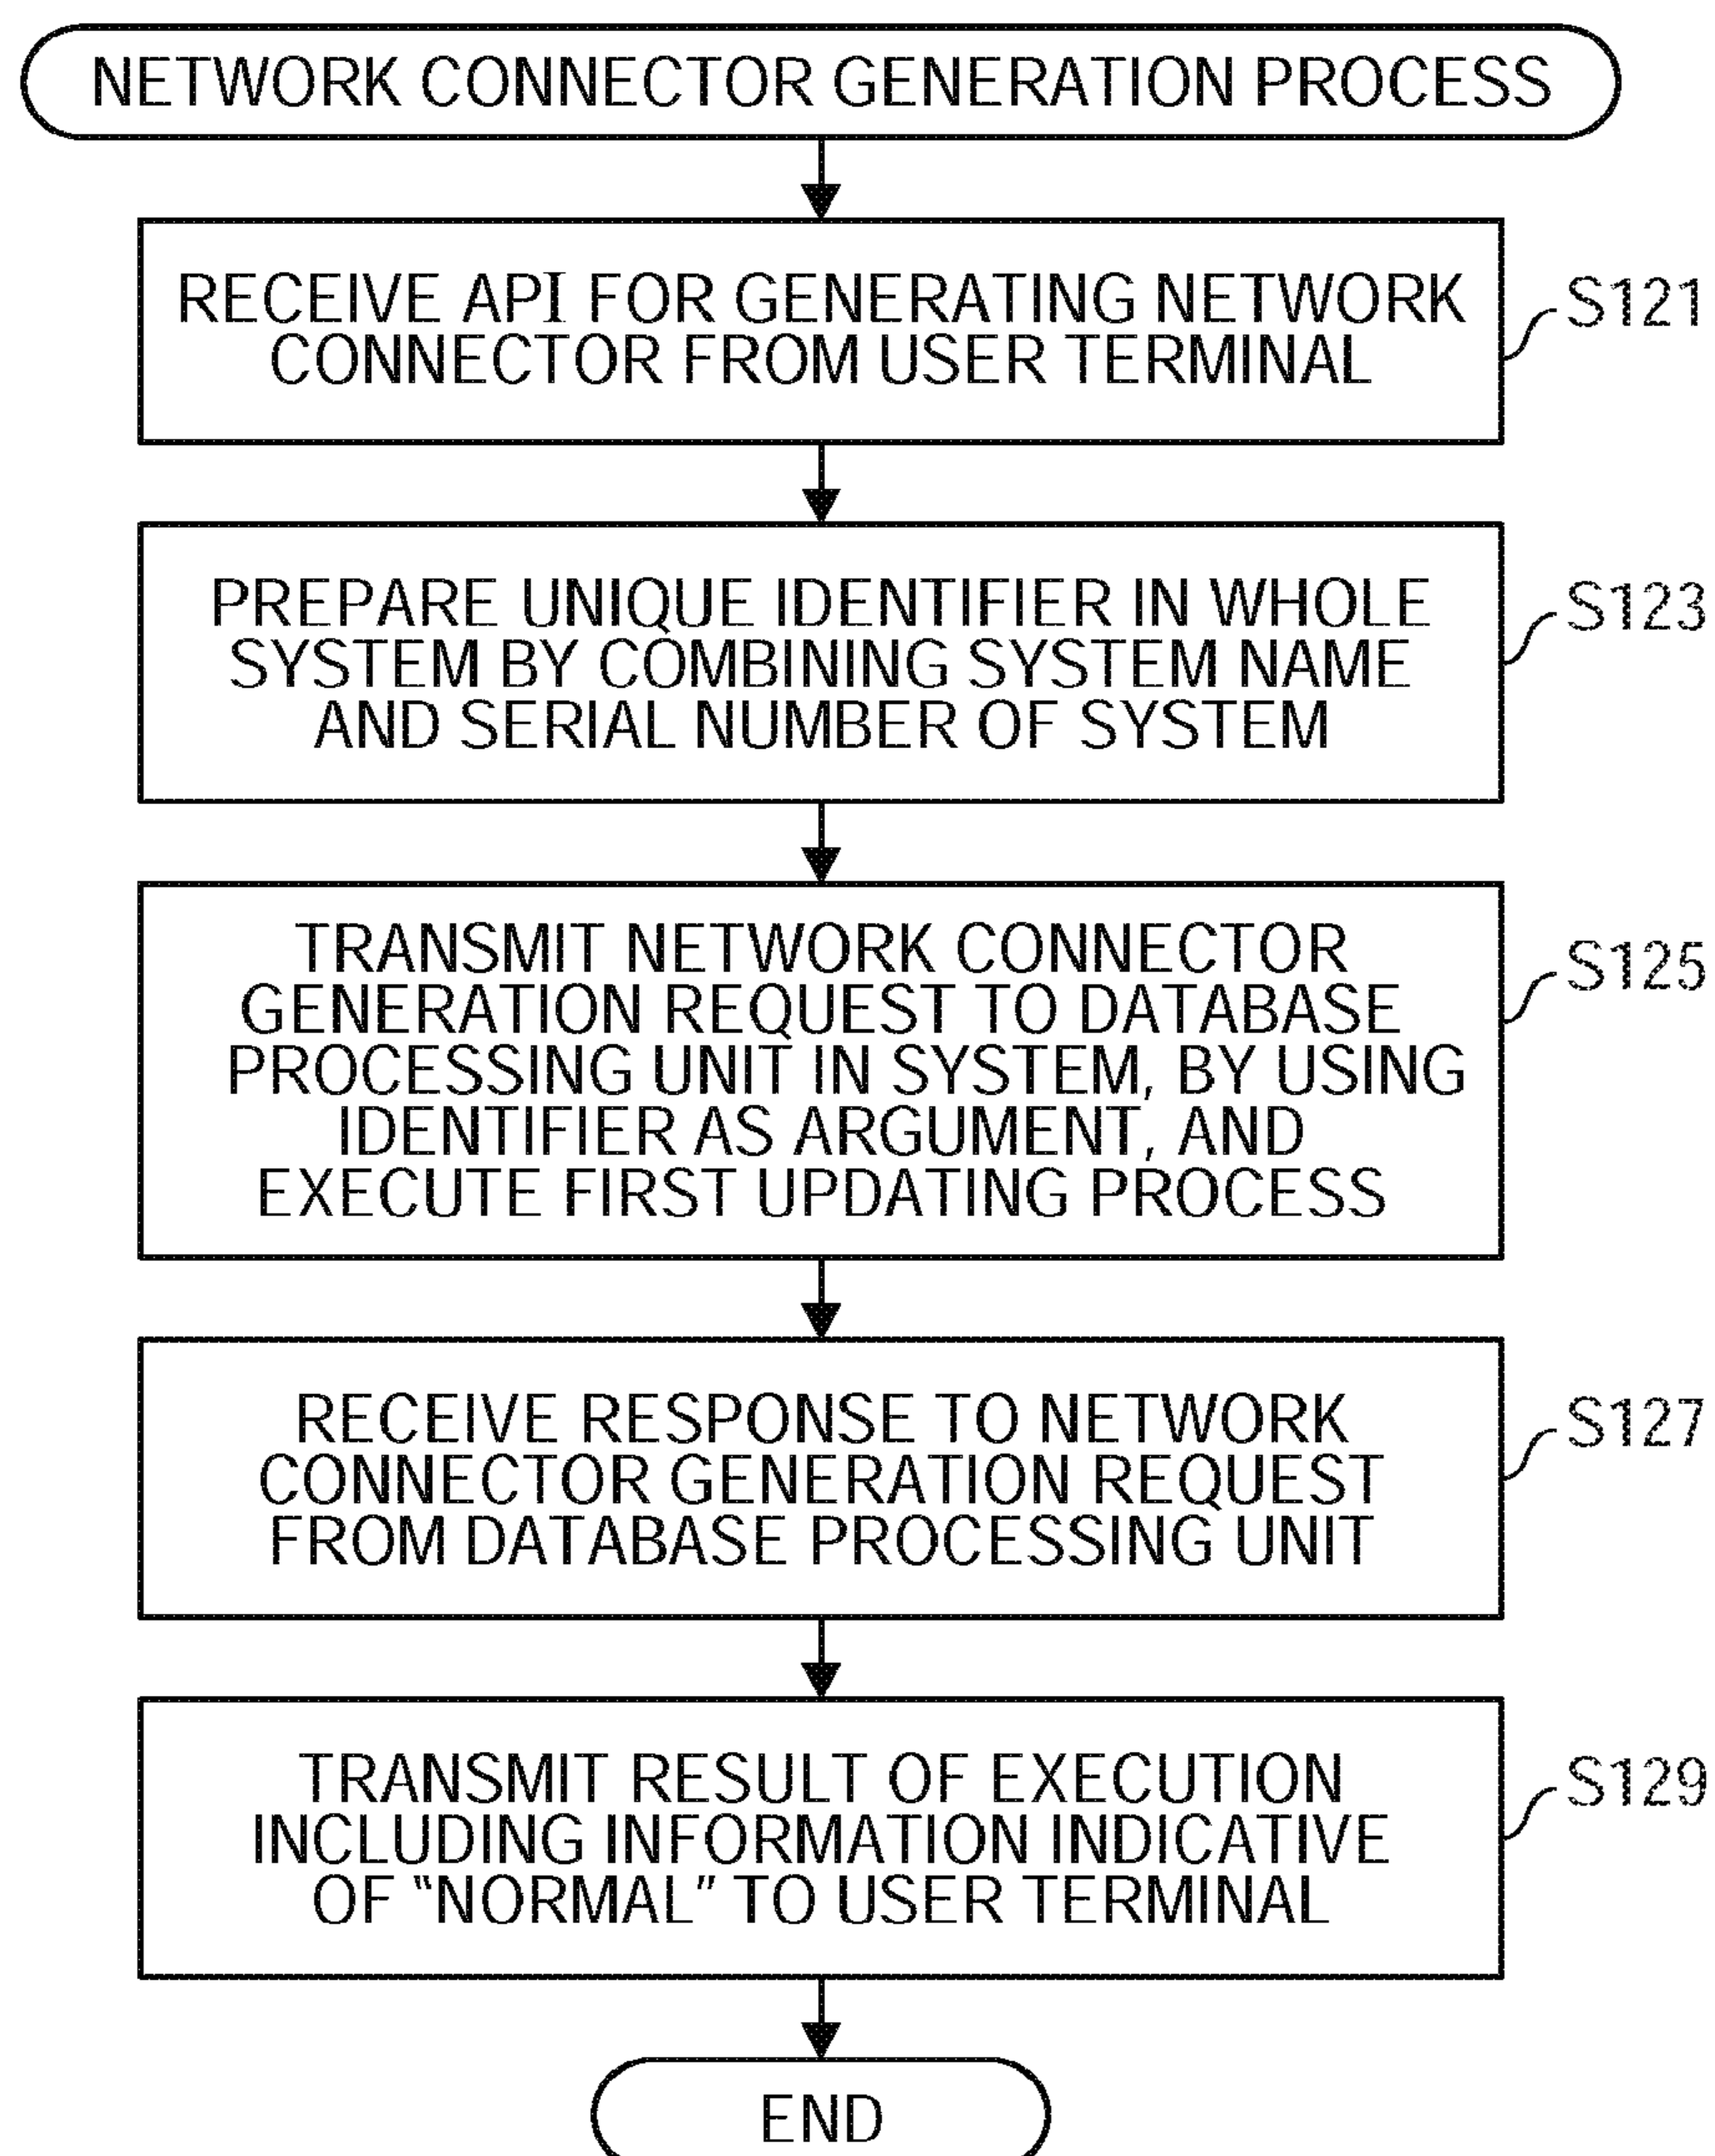 NETWORK CONNECTOR GENERATION PROCESS
RECEIVE API FOR GENERATING NETWORK
CONNECTOR FROM USER TERMINAL
S121
PREPARE UNIQUE IDENTIFIER IN WHOLE
SYSTEM BY COMBINING SYSTEM NAME
AND SERIAL NUMBER OF SYSTEM
S123
TRANSMIT NETWORK CONNECTOR
GENERATION REQUEST TO DATABASE
PROCESSING UNIT IN SYSTEM, BY USING
IDENTIFIER AS ARGUMENT, AND
EXECUTE FIRST UPDATING PROCESS
S125
RECEIVE RESPONSE TO NETWORK
CONNECTOR GENERATION REQUEST
FROM DATABASE PROCESSING UNIT
S127
TRANSMIT RESULT OF EXECUTION
INCLUDING INFORMATION INDICATIVE
OF "NORMAL" TO USER TERMINAL
S129
END